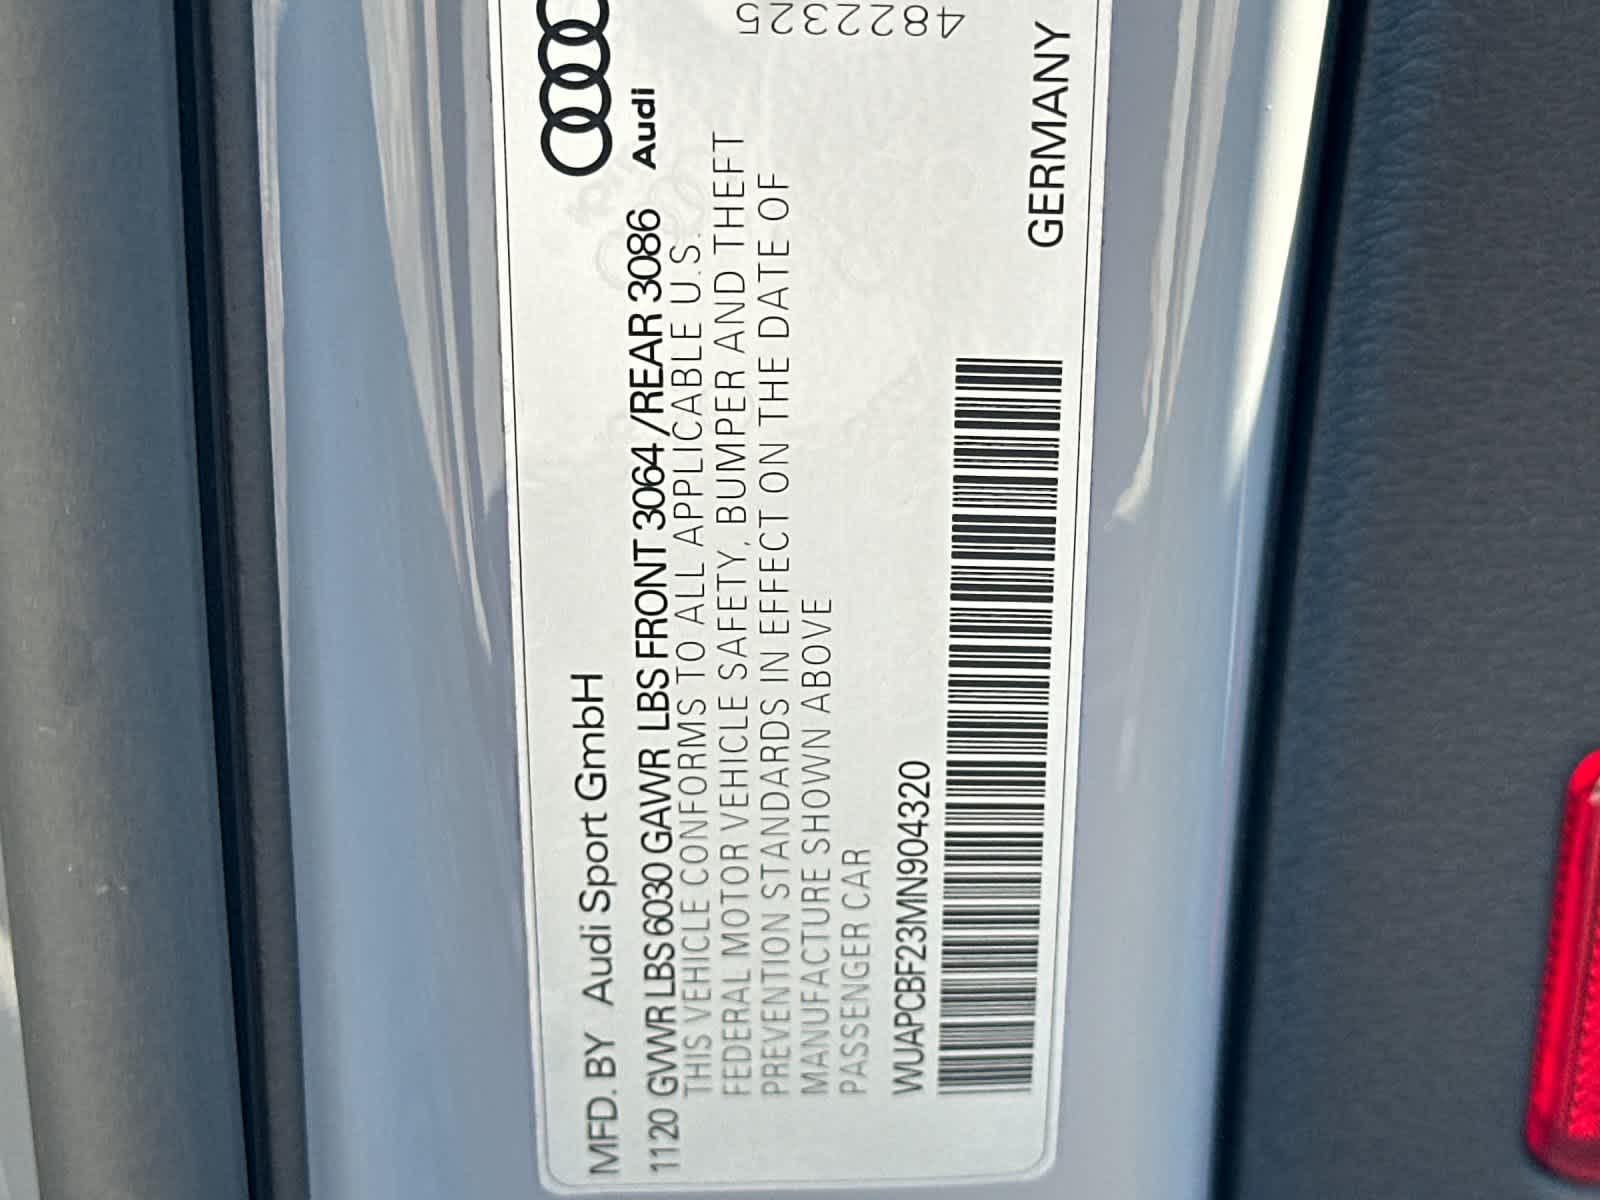 MFD. BY Audi Sport GmbH
1120 GVWR LBS 6030 GAWR LBS FRONT 3064 /REAR 3086
Audi
THIS VEHICLE CONFORMS TO ALL APPLICABLE U.S.
FEDERAL MOTOR VEHICLE SAFETY, BUMPER AND THEFT
PREVENTION STANDARDS IN EFFECT ON THE DATE OF
MANUFACTURE SHOWN ABOVE
PASSENGER CAR
WUAPCBF23MN904320
GERMANY
4822325